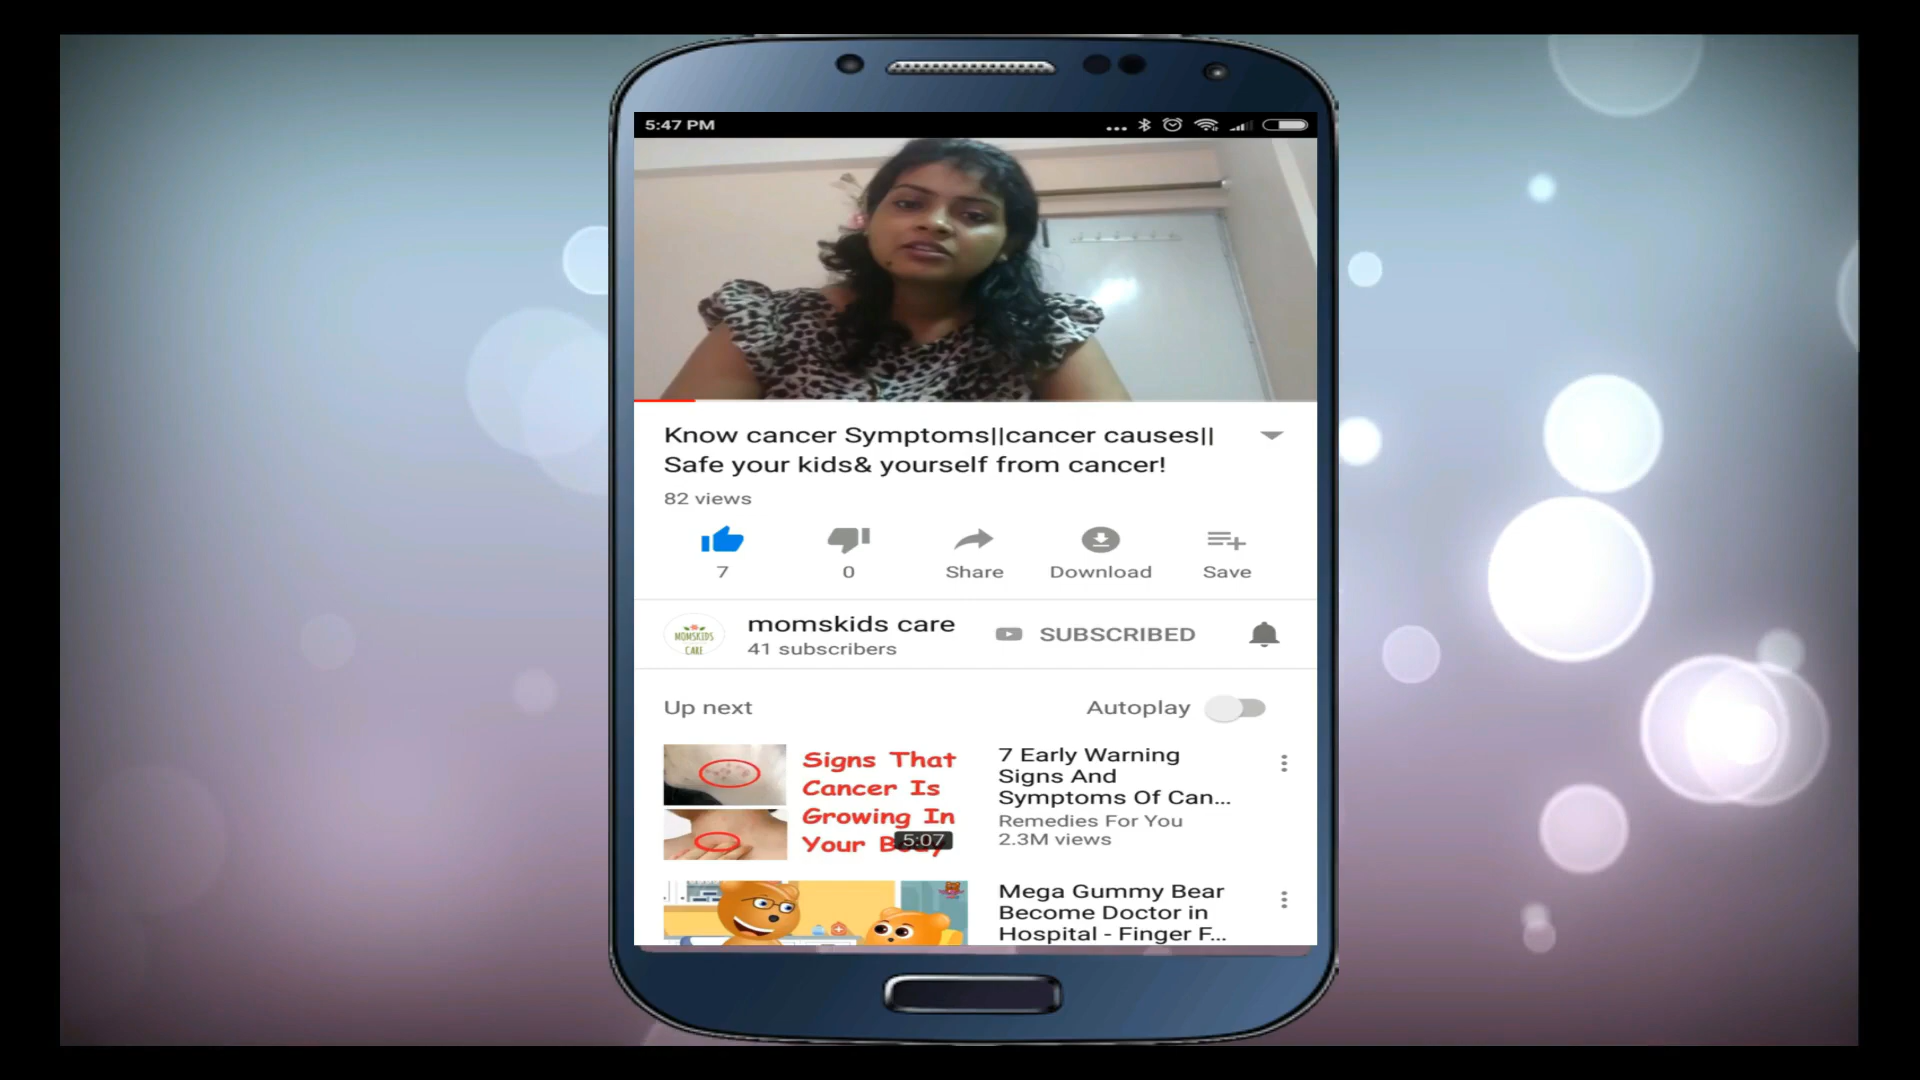 5:47 PM
Know cancer Symptoms||cancer causes||
Safe your kids& yourself from cancer!
82 views
7
0
Share
Download
Save
MOMSKIDS
CARE
momskids care
41 subscribers
SUBSCRIBED
Up next
Autoplay
Signs That
Cancer Is
Growing In
Your Body
5:07
7 Early Warning
Signs And
Symptoms Of Can...
Remedies For You
2.3M views
Mega Gummy Bear
Become Doctor in
Hospital - Finger F...